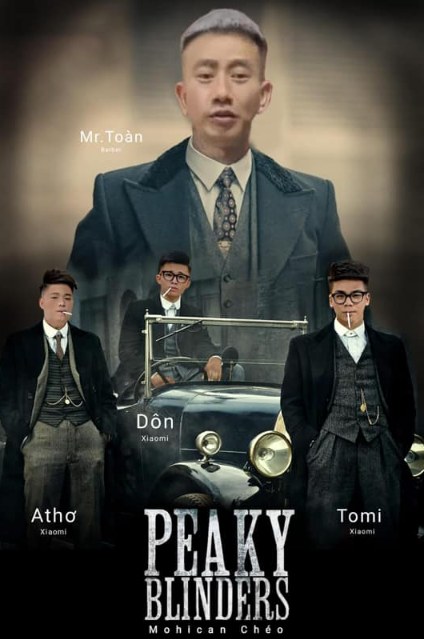 Mr.Toàn
Barber
Dôn
Xiaomi
Athơ
Xiaomi
Tomi
Xiaomi
PEAKY
BLINDERS
Mohican Chéo